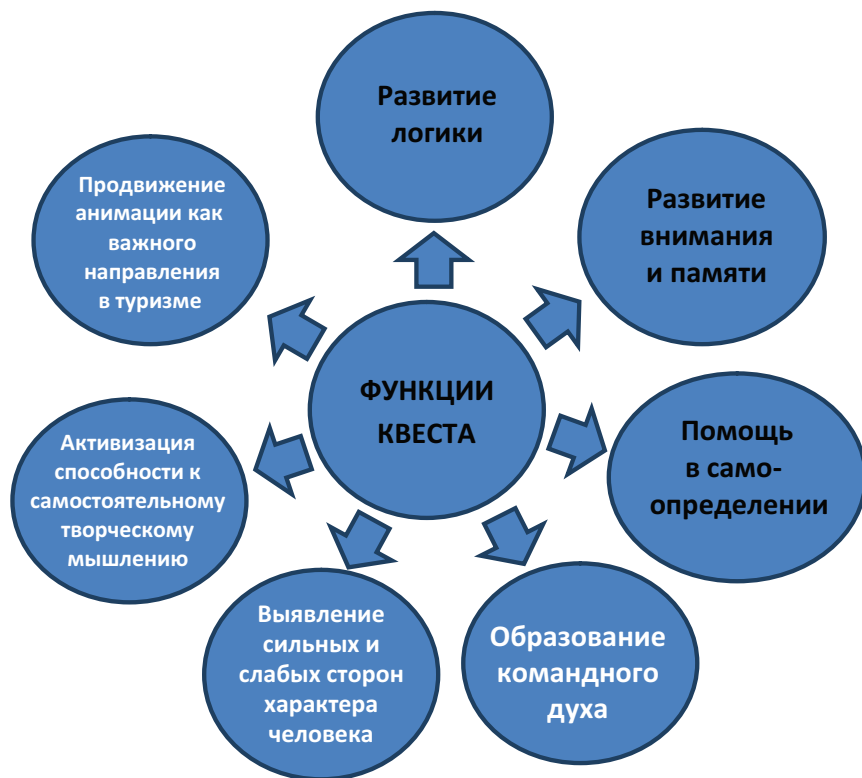 Развитие
логики
Развитие
внимания
и памяти
Помощь
в само-
определении
Образование
командного
духа
Выявление
сильных и
слабых сторон
характера
человека
Активизация
способности к
самостоятельному
творческому
мышлению
Продвижение
анимации как
важного
направления
в туризме
ФУНКЦИИ
КВЕСТА